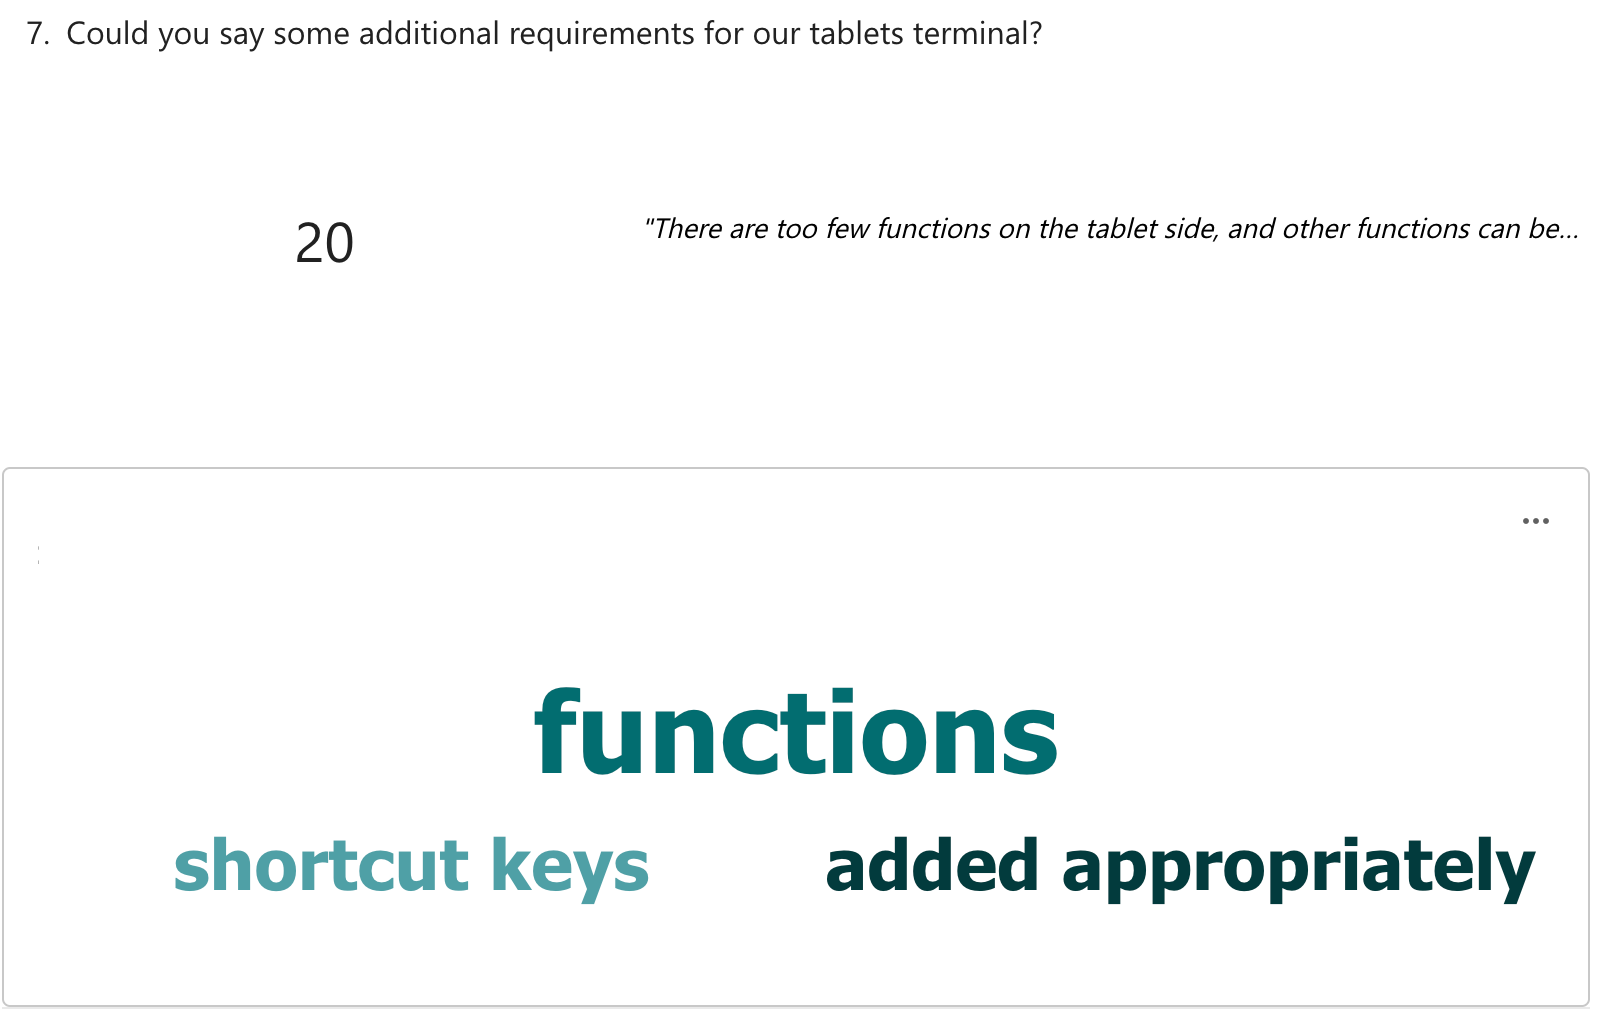 7. Could you say some additional requirements for our tablets terminal?
20
"There are too few functions on the tablet side, and other functions can be...
functions
shortcut keys
added appropriately